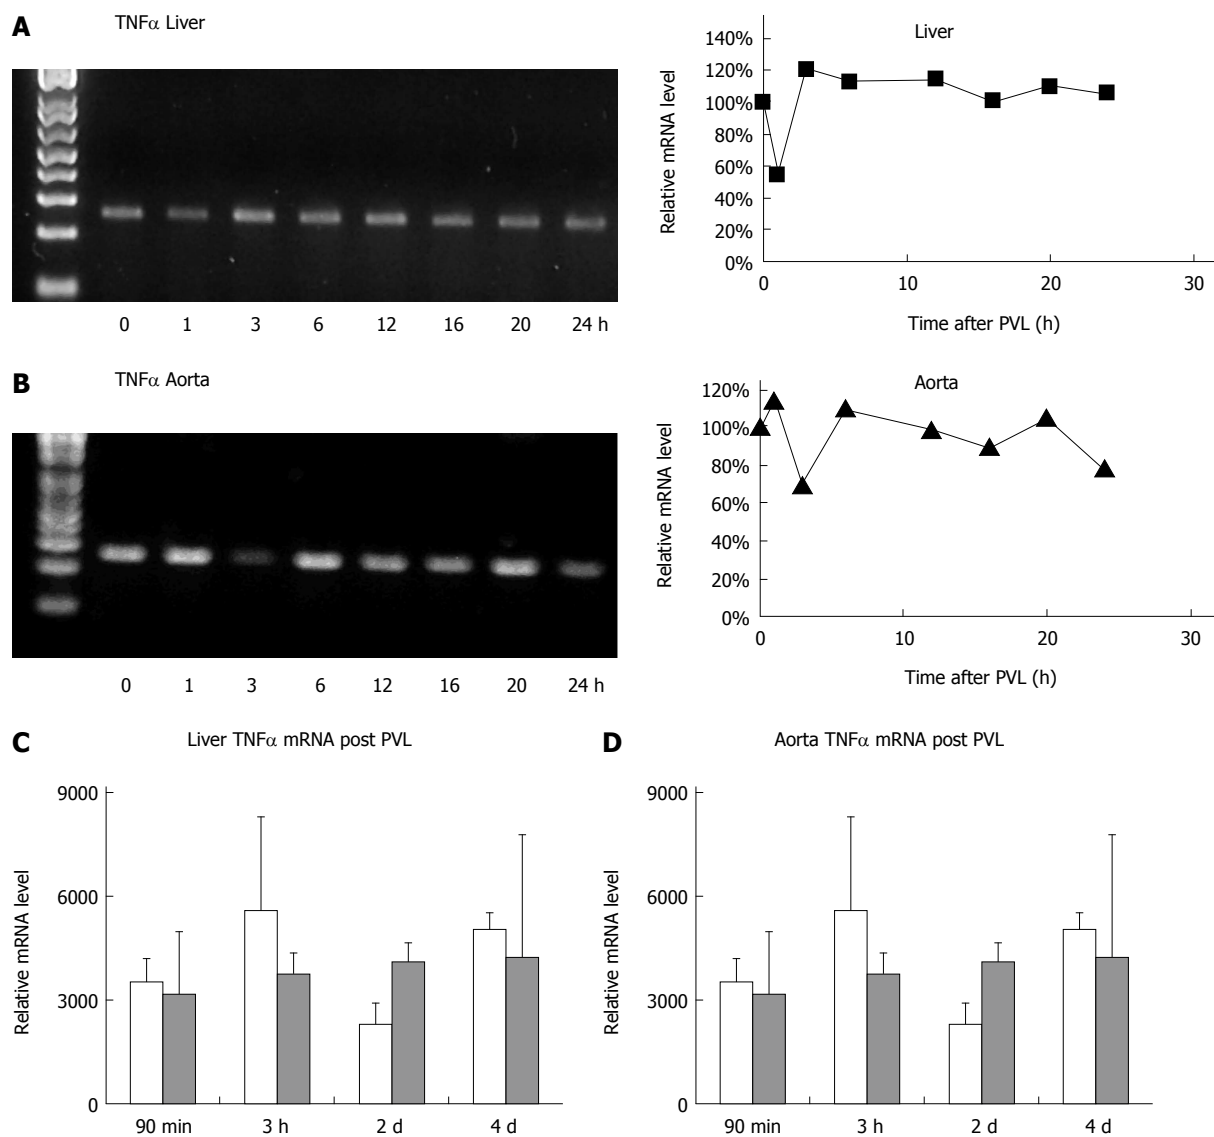 A
TNFα Liver
0 1 3 6 12 16 20 24 h
Liver
Relative mRNA level
140%
120%
100%
80%
60%
40%
20%
0%
0 10 20 30
Time after PVL (h)
B
TNFα Aorta
0 1 3 6 12 16 20 24 h
Aorta
Relative mRNA level
120%
100%
80%
60%
40%
20%
0%
0 10 20 30
Time after PVL (h)
C
Liver TNFα mRNA post PVL
Relative mRNA level
9000
6000
3000
0
90 min 3 h 2 d 4 d
D
Aorta TNFα mRNA post PVL
Relative mRNA level
9000
6000
3000
0
90 min 3 h 2 d 4 d